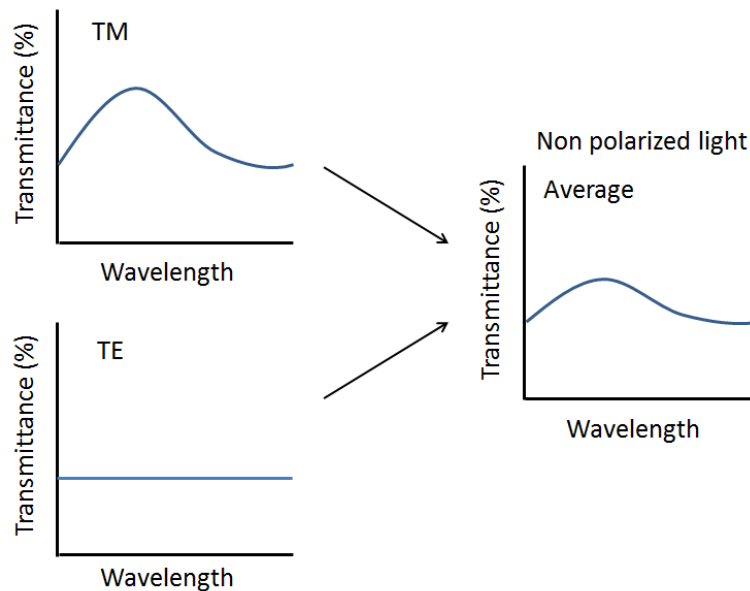 TM
Transmittance (%)
Wavelength
TE
Transmittance (%)
Wavelength
Non polarized light
Average
Transmittance (%)
Wavelength